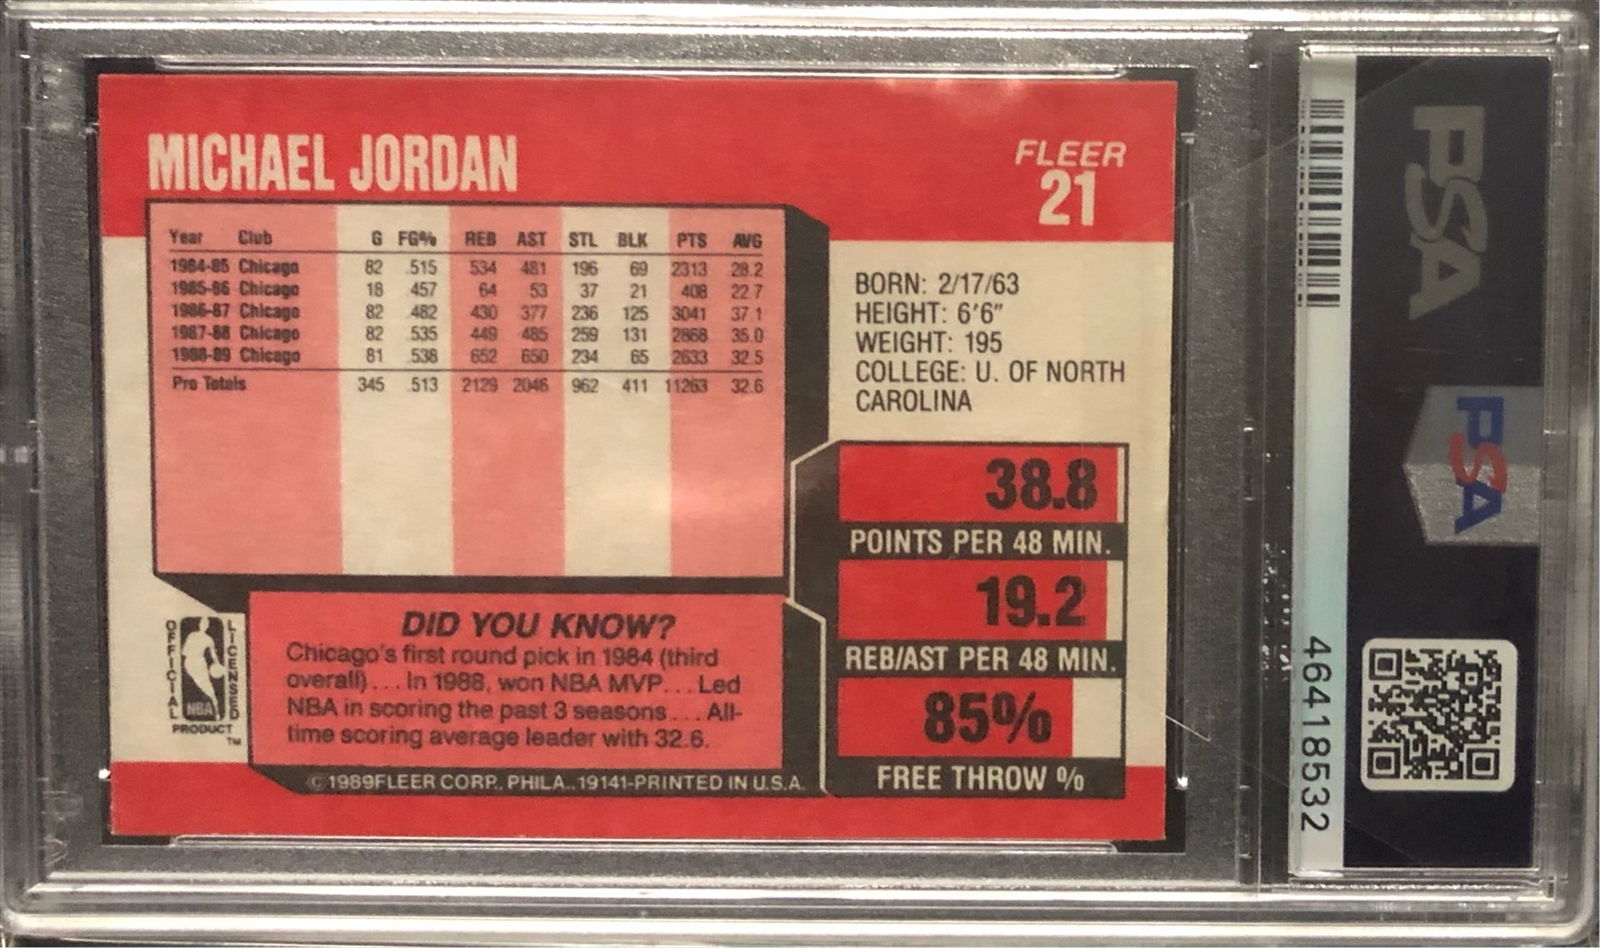 MICHAEL JORDAN
FLEER
21
Year Club G FG% REB AST STL BLK PTS AVG
1984-85 Chicago 82 .515 534 481 196 69 2313 28.2
1985-86 Chicago 18 .457 64 53 37 21 408 22.7
1986-87 Chicago 82 .482 430 377 236 125 3041 37.1
1987-88 Chicago 82 .535 449 485 259 131 2868 35.0
1988-89 Chicago 81 .538 652 650 234 65 2633 32.5
Pro Totals 345 .513 2129 2046 962 411 11263 32.6
BORN: 2/17/63
HEIGHT: 6'6"
WEIGHT: 195
COLLEGE: U. OF NORTH
CAROLINA
38.8
POINTS PER 48 MIN.
19.2
REB/AST PER 48 MIN.
85%
FREE THROW %
OFFICIAL
LICENSED
NBA
PRODUCT
TM
DID YOU KNOW?
Chicago's first round pick in 1984 (third
overall)...In 1988, won NBA MVP...Led
NBA in scoring the past 3 seasons...All-
time scoring average leader with 32.6.
©1989FLEER CORP., PHILA., 19141-PRINTED IN U.S.A.
PSA
PSA
46418532